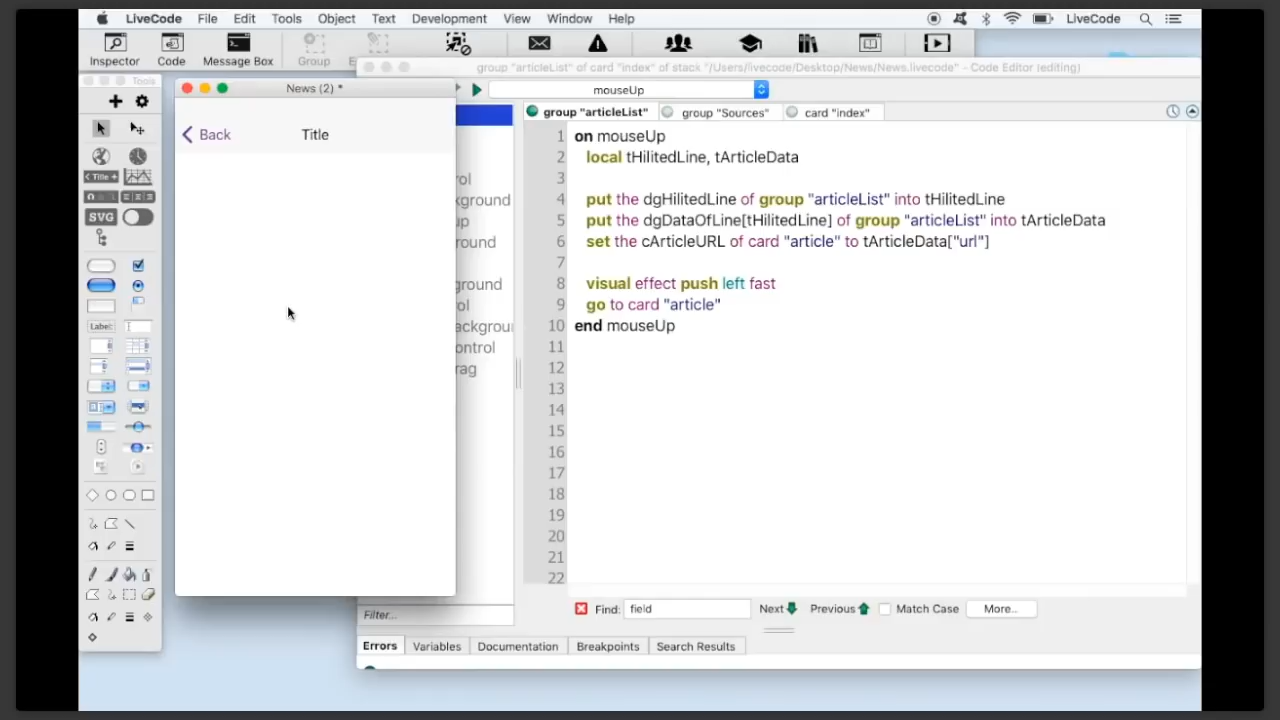 LiveCode File Edit Tools Object Text Development View Window Help LiveCode
Inspector Code Message Box Group
group "articleList" of card "index" of stack "/Users/livecode/Desktop/News/News.livecode" - Code Editor (editing)
Tools
News (2) *
mouseUp
group "articleList" group "Sources" card "index"
Back Title
1 on mouseUp
2 local tHilitedLine, tArticleData
3
4 put the dgHilitedLine of group "articleList" into tHilitedLine
5 put the dgDataOfLine[tHilitedLine] of group "articleList" into tArticleData
6 set the cArticleURL of card "article" to tArticleData["url"]
7
8 visual effect push left fast
9 go to card "article"
10 end mouseUp
11
12
13
14
15
16
17
18
19
20
21
22
Title
SVG
Label:
Filter...
Find: field Next Previous Match Case More...
Errors Variables Documentation Breakpoints Search Results